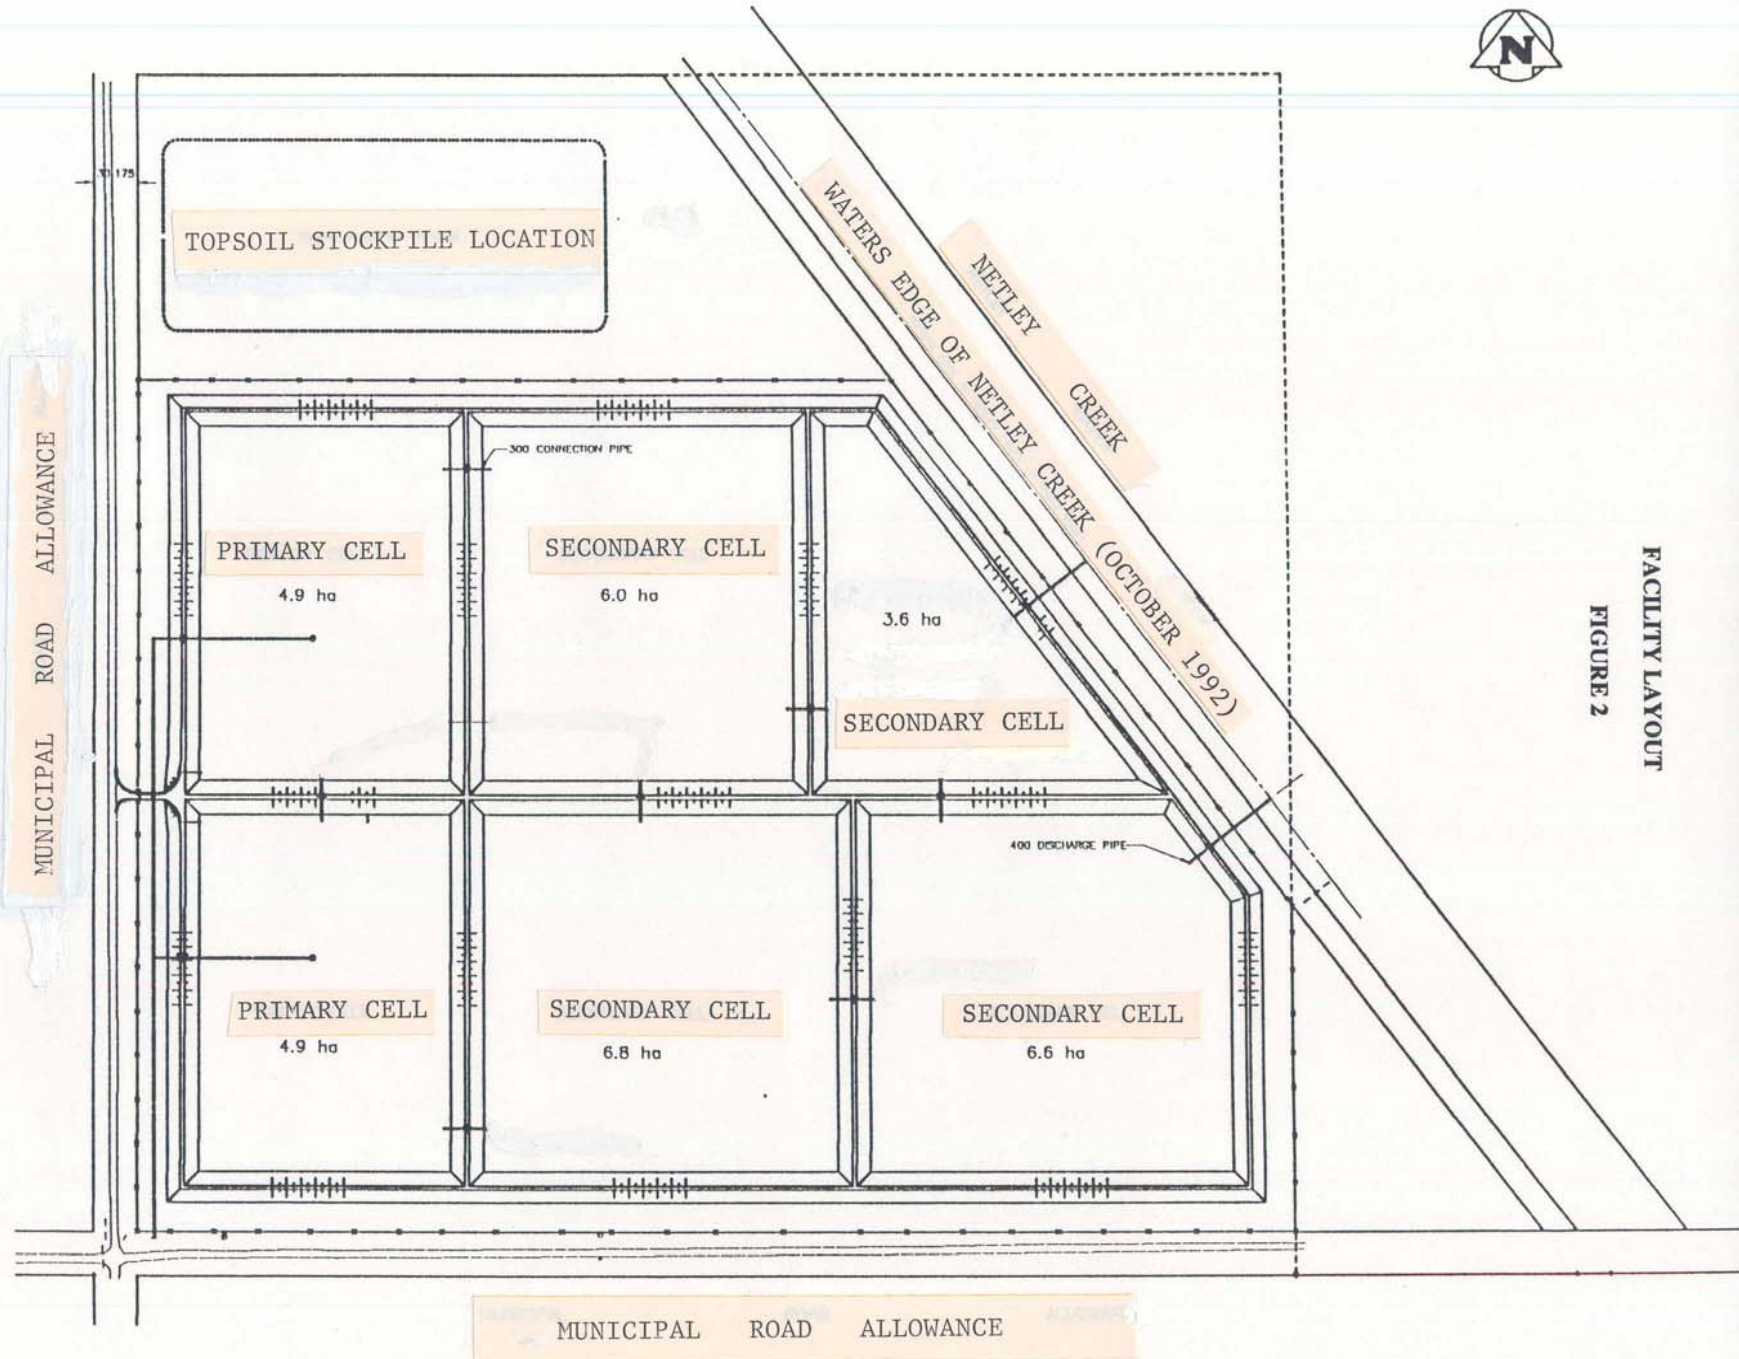 N
TOPSOIL STOCKPILE LOCATION
WATERS EDGE OF NETLEY CREEK (OCTOBER 1992)
NETLEY CREEK
MUNICIPAL ROAD ALLOWANCE
300 CONNECTION PIPE
PRIMARY CELL
4.9 ha
SECONDARY CELL
6.0 ha
3.6 ha
SECONDARY CELL
400 DISCHARGE PIPE
PRIMARY CELL
4.9 ha
SECONDARY CELL
6.8 ha
SECONDARY CELL
6.6 ha
MUNICIPAL ROAD ALLOWANCE
FACILITY LAYOUT
FIGURE 2